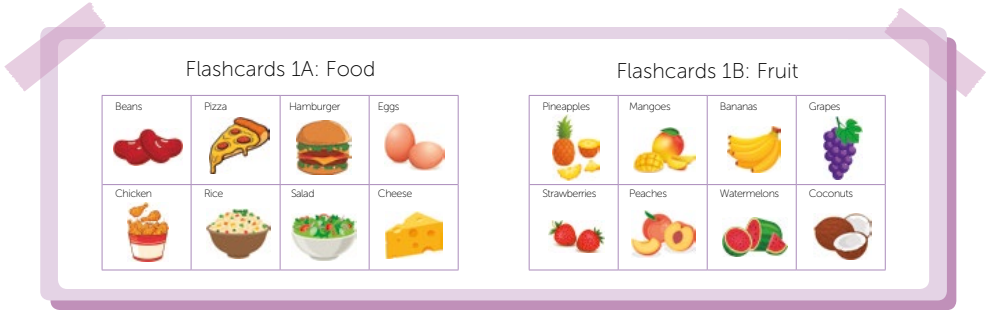 Flashcards 1A: Food
Beans
Pizza
Hamburger
Eggs
Chicken
Rice
Salad
Cheese
Flashcards 1B: Fruit
Pineapples
Mangoes
Bananas
Grapes
Strawberries
Peaches
Watermelons
Coconuts